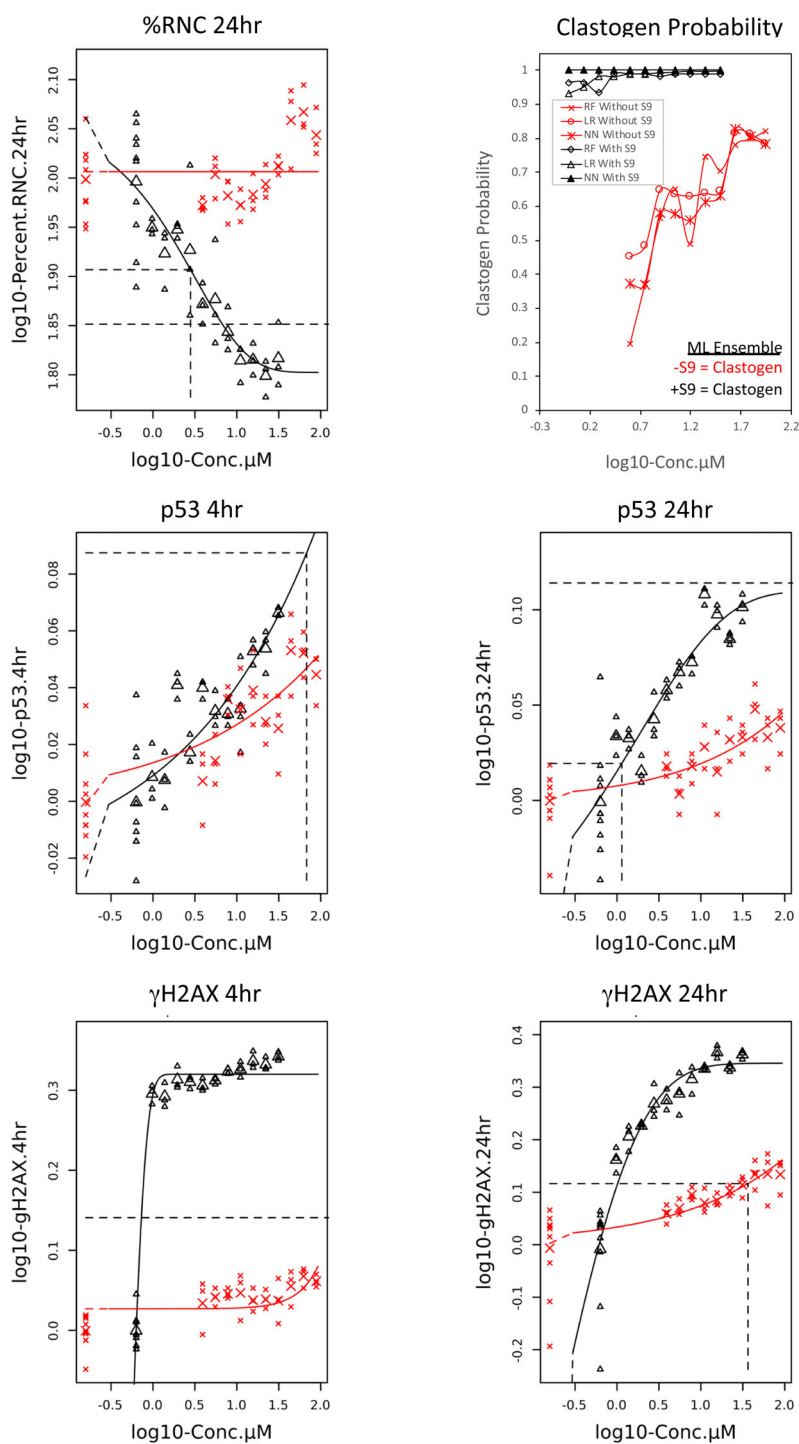 %RNC 24hr
log10-Percent.RNC.24hr
2.10
2.05
2.00
1.95
1.90
1.85
1.80
-0.5
0.0
0.5
1.0
1.5
2.0
log10-Conc.µM
Clastogen Probability
Clastogen Probability
1
0.9
0.8
0.7
0.6
0.5
0.4
0.3
0.2
0.1
0
RF Without S9
LR Without S9
NN Without S9
RF With S9
LR With S9
NN With S9
ML Ensemble
-S9 = Clastogen
+S9 = Clastogen
-0.3
0.2
0.7
1.2
1.7
2.2
log10-Conc.µM
p53 4hr
log10-p53.4hr
0.08
0.06
0.04
0.02
0.00
-0.02
-0.5
0.0
0.5
1.0
1.5
2.0
log10-Conc.µM
p53 24hr
log10-p53.24hr
0.10
0.05
0.00
-0.5
0.0
0.5
1.0
1.5
2.0
log10-Conc.µM
γH2AX 4hr
log10-gH2AX.4hr
0.3
0.2
0.1
0.0
-0.5
0.0
0.5
1.0
1.5
2.0
log10-Conc.µM
γH2AX 24hr
log10-gH2AX.24hr
0.4
0.3
0.2
0.1
0.0
-0.1
-0.2
-0.5
0.0
0.5
1.0
1.5
2.0
log10-Conc.µM